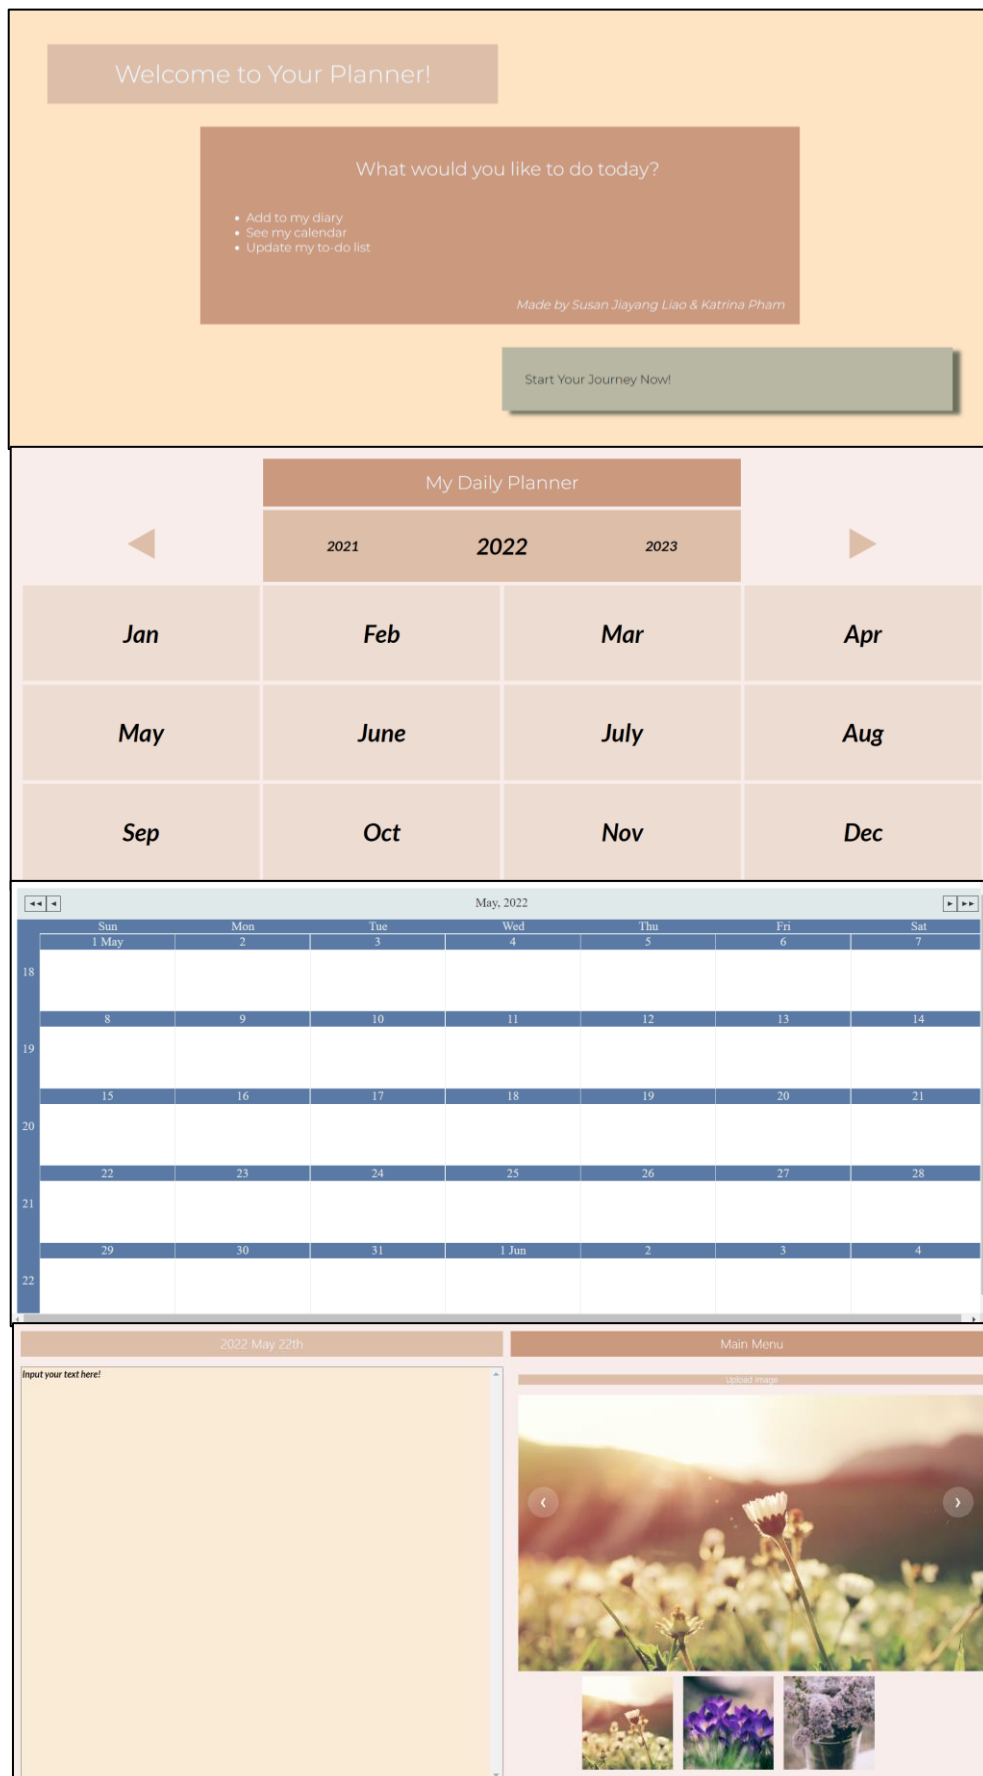 Welcome to Your Planner!
What would you like to do today?
• Add to my diary
• See my calendar
• Update my to-do list
Made by Susan Jiayang Liao & Katrina Pham
Start Your Journey Now!
My Daily Planner
2021 2022 2023
Jan Feb Mar Apr
May June July Aug
Sep Oct Nov Dec
May, 2022
Sun Mon Tue Wed Thu Fri Sat
1 May 2 3 4 5 6 7
18
8 9 10 11 12 13 14
19
15 16 17 18 19 20 21
20
22 23 24 25 26 27 28
21
29 30 31 1 Jun 2 3 4
22
2022 May 22th Main Menu
Input your text here!
Upload Image